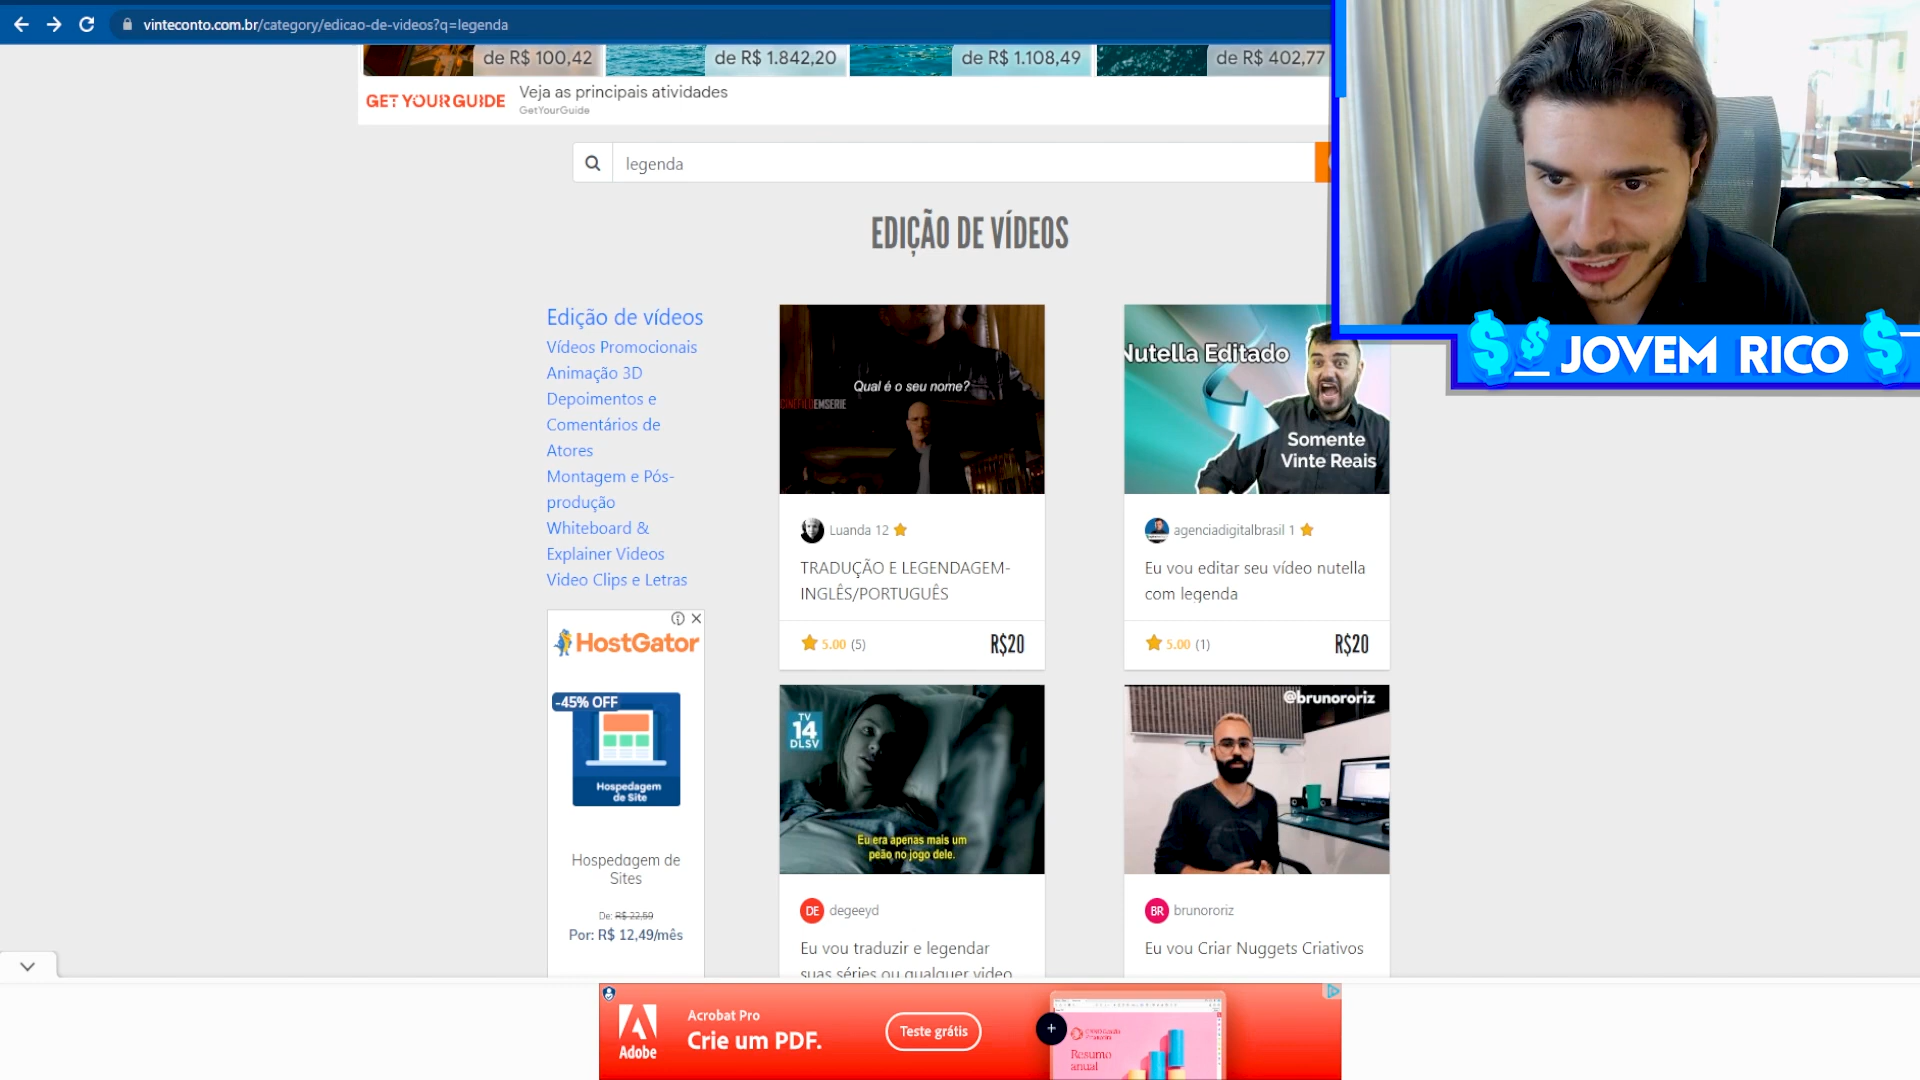 vinteconto.com.br/category/edicao-de-videos?q=legenda
de R$ 100,42
de R$ 1.842,20
de R$ 1.108,49
de R$ 402,77
GET YOUR GUIDE
Veja as principais atividades
GetYourGuide
legenda
EDIÇÃO DE VÍDEOS
$ $ JOVEM RICO $
Edição de vídeos
Vídeos Promocionais
Animação 3D
Depoimentos e
Comentários de
Atores
Montagem e Pós-
produção
Whiteboard &
Explainer Videos
Video Clips e Letras
Qual é o seu nome?
CINEFILOEMSERIE
Luanda 12
TRADUÇÃO E LEGENDAGEM-
INGLÊS/PORTUGUÊS
5.00 (5)
R$20
Nutella Editado
Somente
Vinte Reais
agenciadigitalbrasil 1
Eu vou editar seu vídeo nutella
com legenda
5.00 (1)
R$20
HostGator
-45% OFF
Hospedagem
de Site
Hospedagem de
Sites
De: R$ 22,59
Por: R$ 12,49/mês
TV
14
DLSV
Eu era apenas mais um
peão no jogo dele.
DE degeeyd
Eu vou traduzir e legendar
suas séries ou qualquer video
@brunororiz
BR brunororiz
Eu vou Criar Nuggets Criativos
Adobe
Acrobat Pro
Crie um PDF.
Teste grátis
Resumo
anual